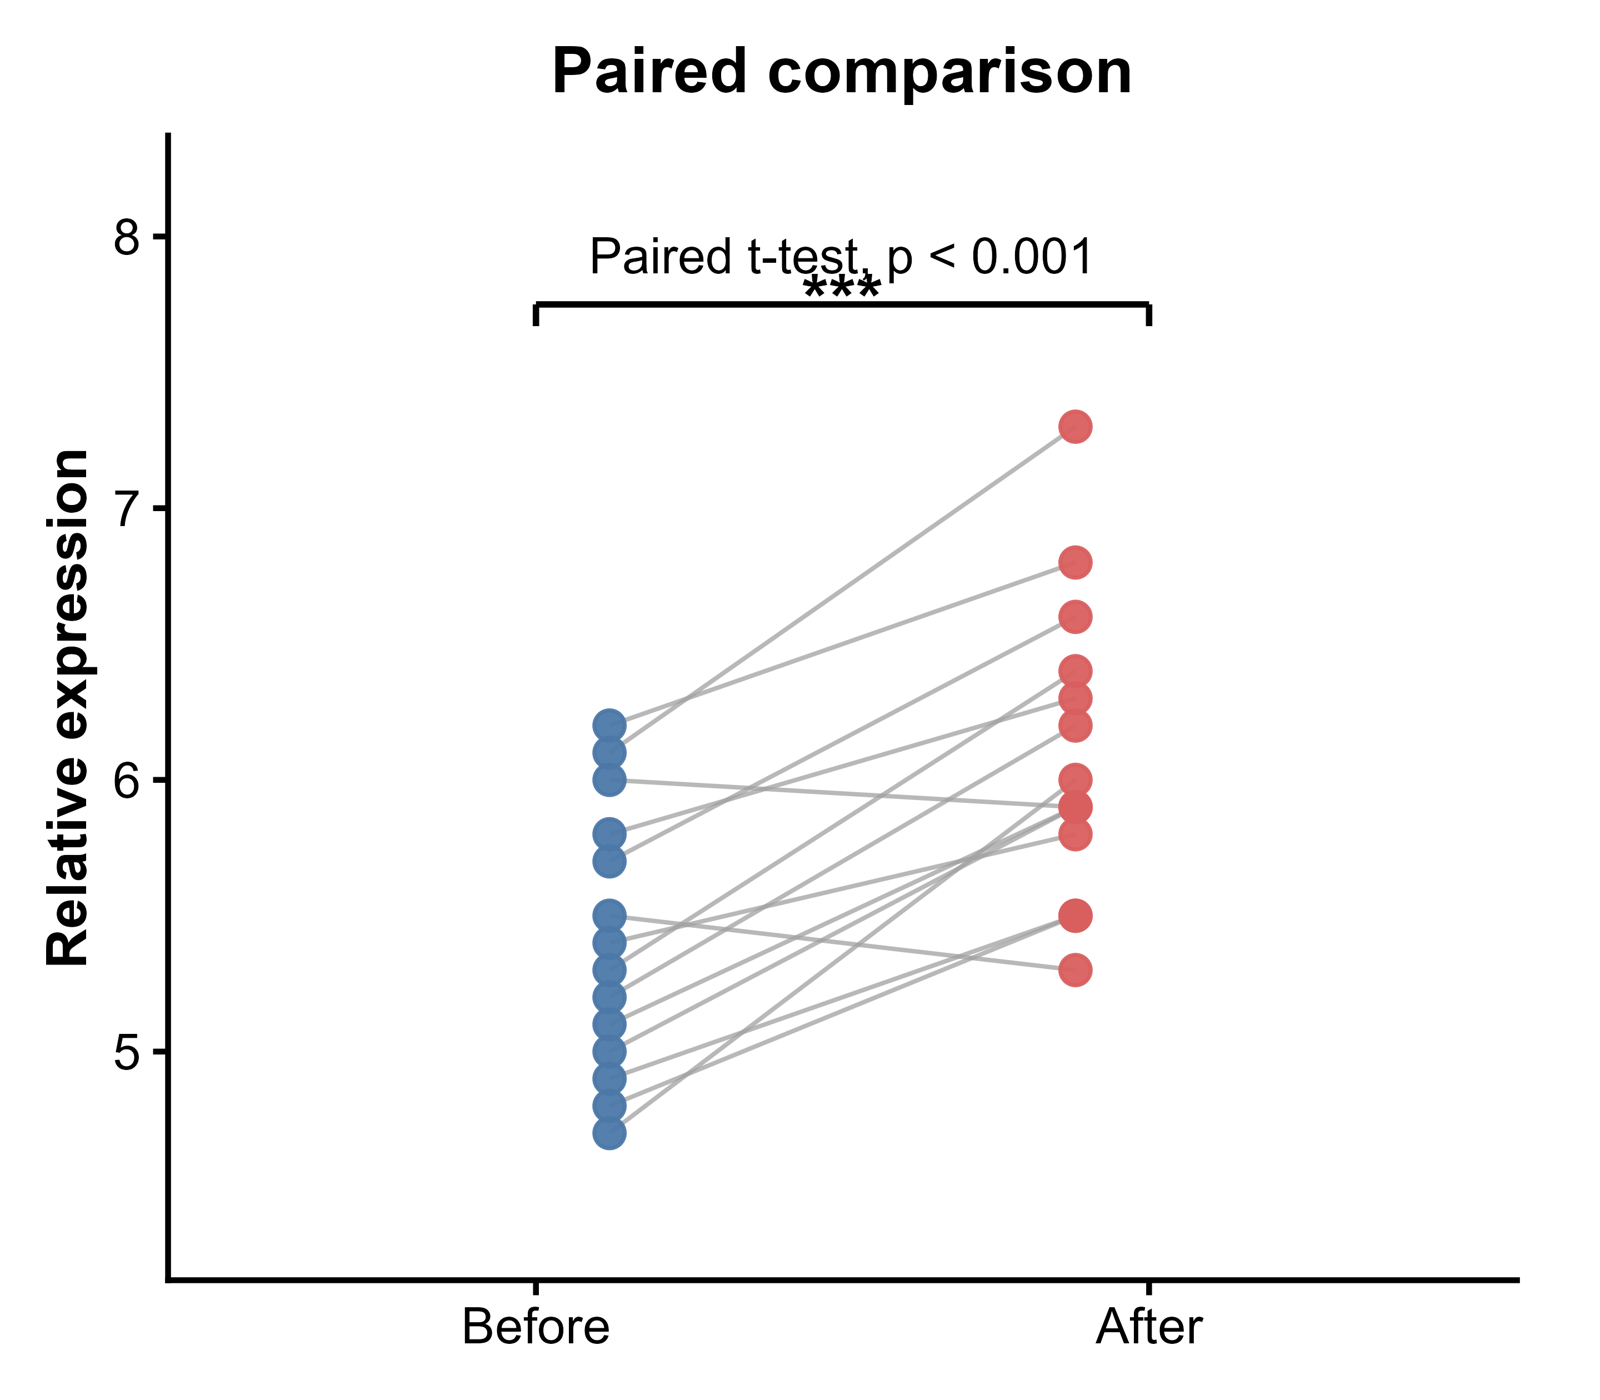 Paired comparison
Paired t-test, p < 0.001
***
Relative expression
8
7
6
5
Before
After